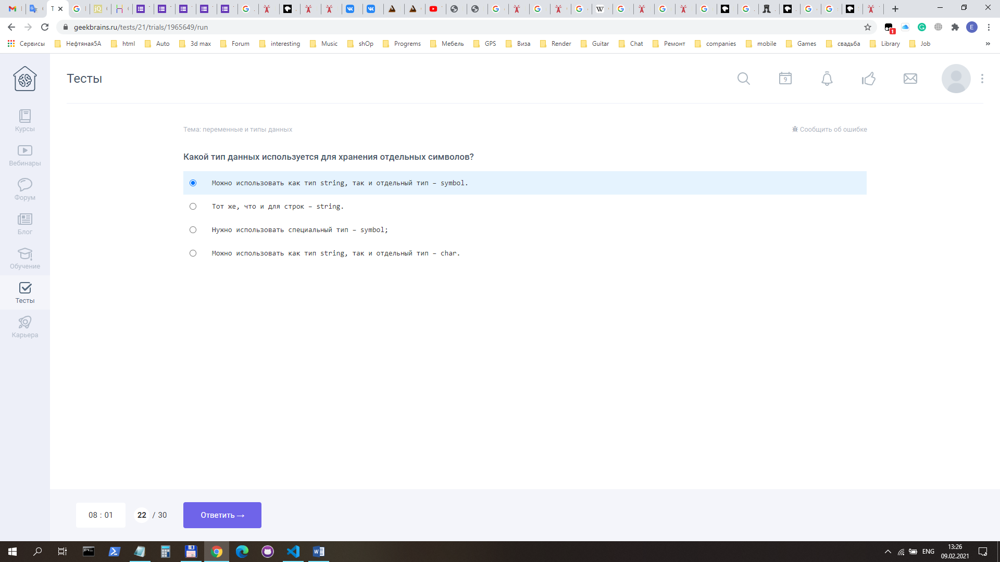 geekbrains.ru/tests/21/trials/1965649/run
1
E
Сервисы Нефтяная5А html Auto 3d max Forum interesting Music shOp Progrems Мебель GPS Виза Render Guitar Chat Ремонт companies mobile Games свадьба Library Job »
Тесты
9
Курсы
Вебинары
Форум
Блог
Обучение
Тесты
Карьера
Тема: переменные и типы данных
Сообщить об ошибке
Какой тип данных используется для хранения отдельных символов?
Можно использовать как тип string, так и отдельный тип – symbol.
Тот же, что и для строк – string.
Нужно использовать специальный тип – symbol;
Можно использовать как тип string, так и отдельный тип – char.
08 : 01
22 / 30
Ответить →
ENG
13:26
09.02.2021